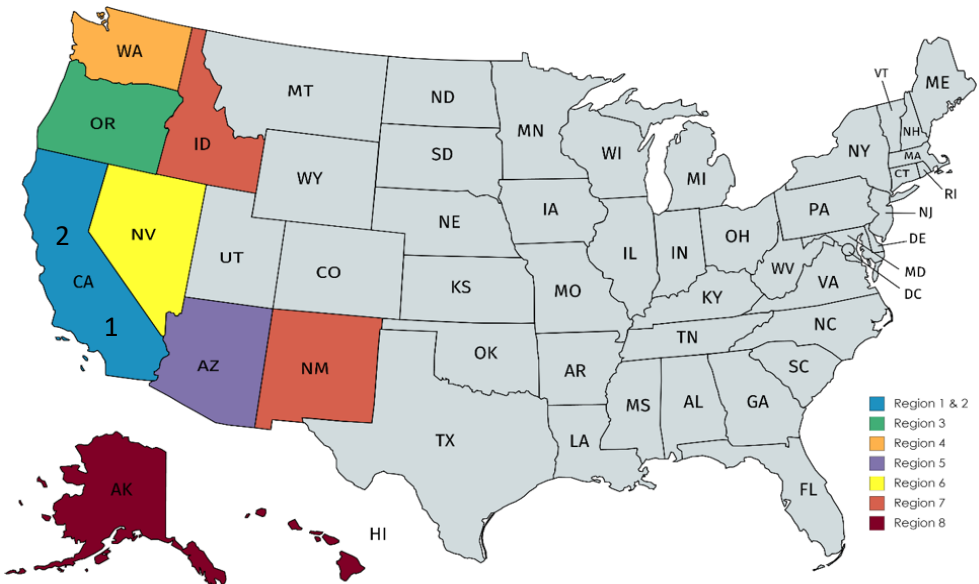 WA
MT
ND
MN
ME
VT
NH
OR
ID
SD
WI
MI
NY
MA
CT
RI
WY
IA
PA
NJ
2
NV
NE
IL
IN
OH
DE
UT
CO
WV
MD
CA
KS
MO
KY
VA
DC
1
AZ
NM
OK
TN
NC
AR
SC
MS
AL
GA
TX
LA
AK
HI
FL
Region 1 & 2
Region 3
Region 4
Region 5
Region 6
Region 7
Region 8